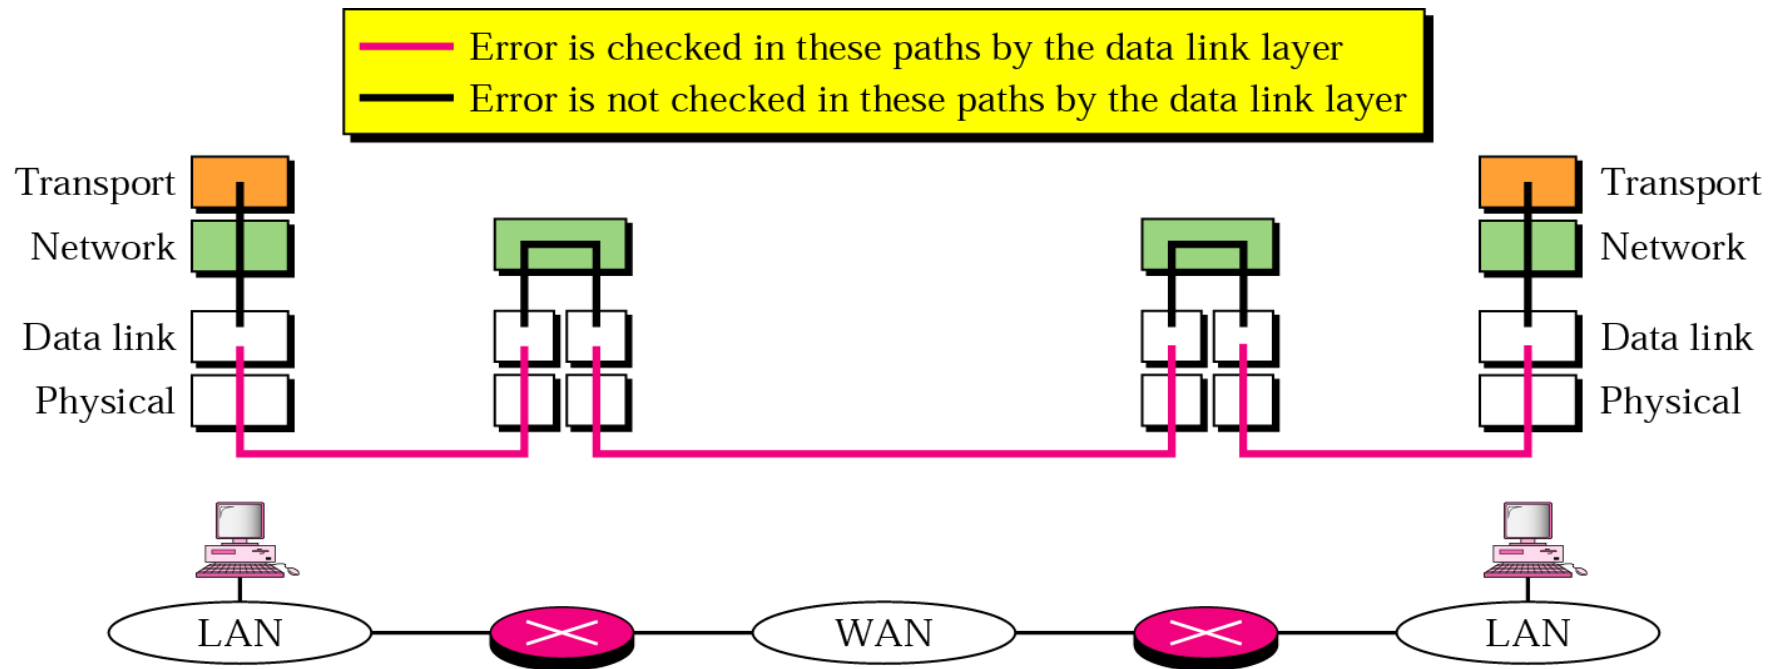 Error is checked in these paths by the data link layer
Error is not checked in these paths by the data link layer
Transport
Transport
Network
Network
Data link
Data link
Physical
Physical
LAN
WAN
LAN